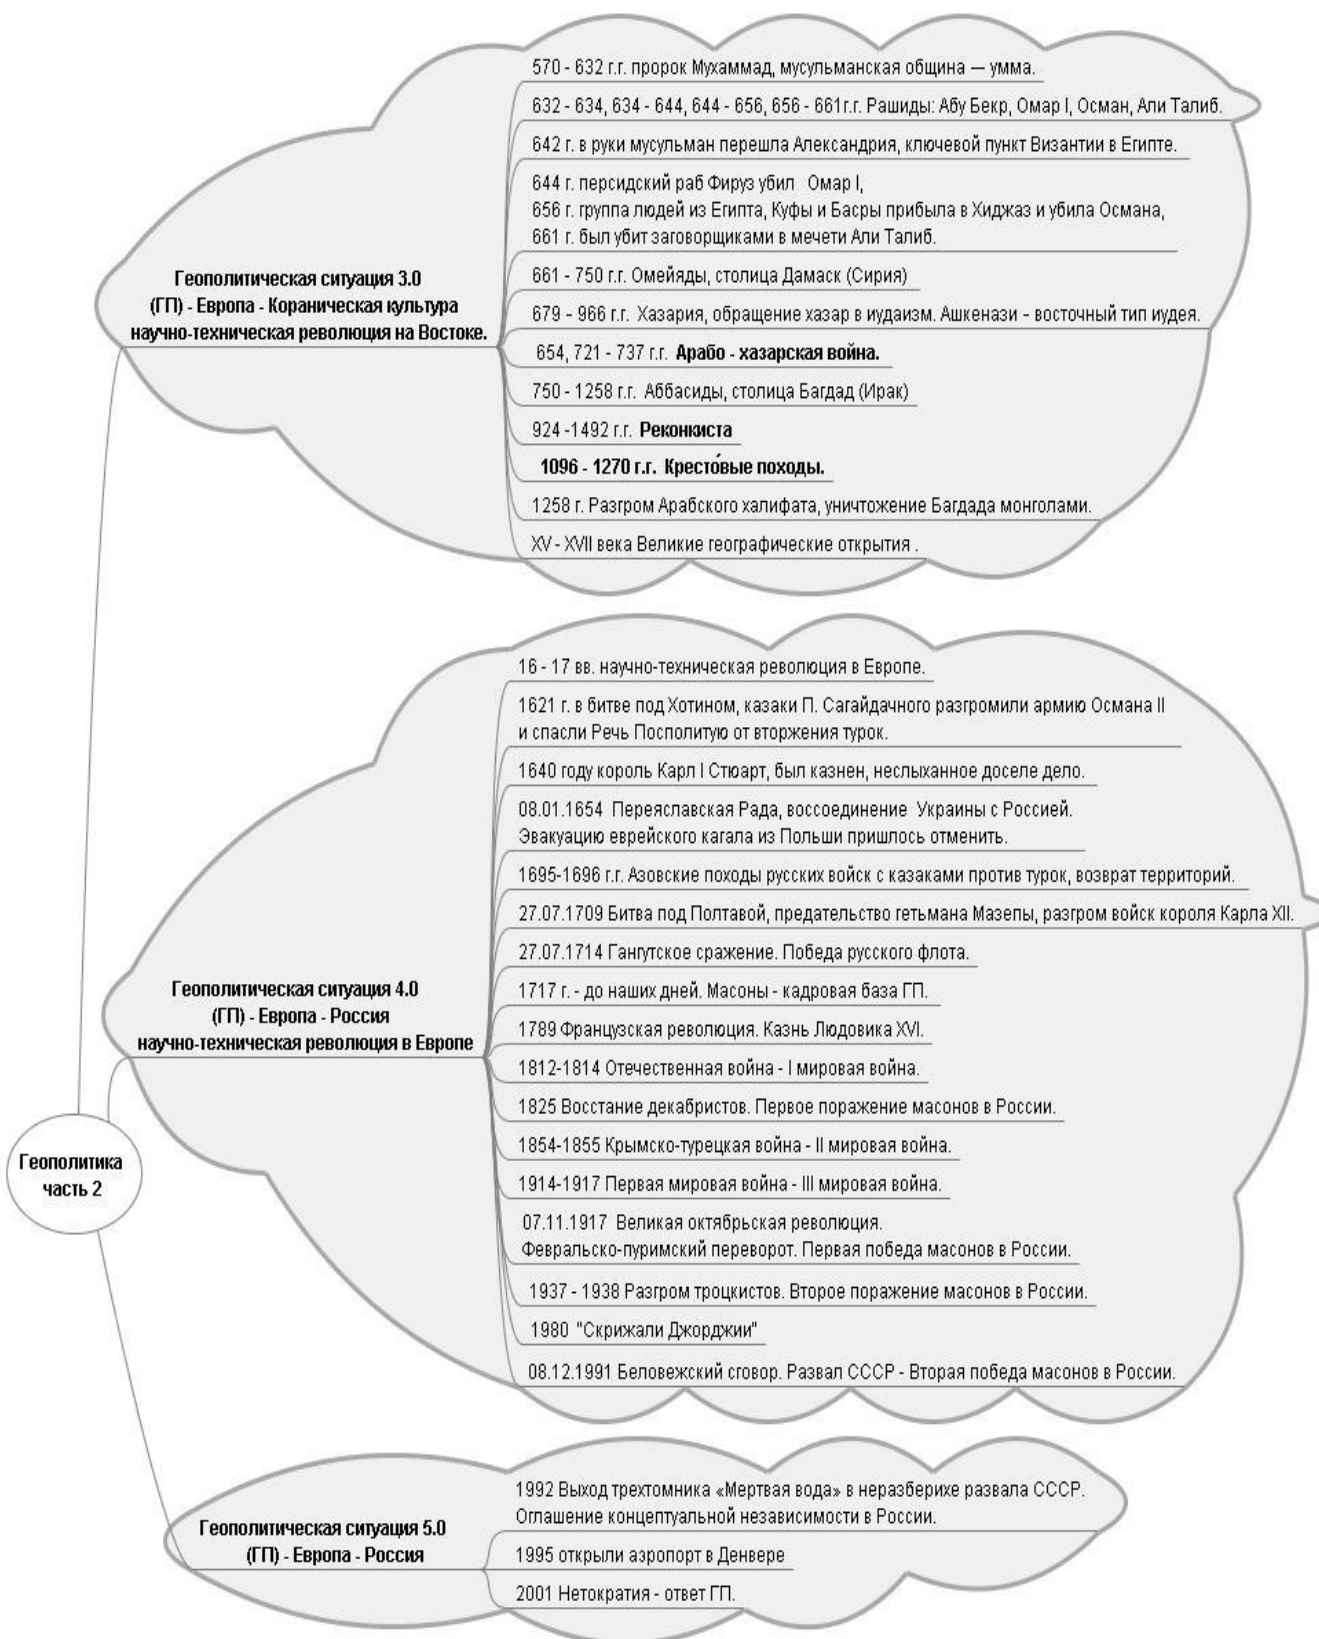 570 - 632 г.г. пророк Мухаммад, мусульманская община — умма.
632 - 634, 634 - 644, 644 - 656, 656 - 661г.г. Рашиды: Абу Бекр, Омар I, Осман, Али Талиб.
642 г. в руки мусульман перешла Александрия, ключевой пункт Византии в Египте.
644 г. персидский раб Фируз убил Омар I,
656 г. группа людей из Египта, Куфы и Басры прибыла в Хиджаз и убила Османа,
661 г. был убит заговорщиками в мечети Али Талиб.
Геополитическая ситуация 3.0
(ГП) - Европа - Кораническая культура
научно-техническая революция на Востоке.
661 - 750 г.г. Омейяды, столица Дамаск (Сирия)
679 - 966 г.г. Хазария, обращение хазар в иудаизм. Ашкенази - восточный тип иудея.
654, 721 - 737 г.г. Арабо - хазарская война.
750 - 1258 г.г. Аббасиды, столица Багдад (Ирак)
924 -1492 г.г. Реконкиста
1096 - 1270 г.г. Кресто́вые походы.
1258 г. Разгром Арабского халифата, уничтожение Багдада монголами.
XV - XVII века Великие географические открытия .
16 - 17 вв. научно-техническая революция в Европе.
1621 г. в битве под Хотином, казаки П. Сагайдачного разгромили армию Османа II
и спасли Речь Посполитую от вторжения турок.
1640 году король Карл I Стюарт, был казнен, неслыханное доселе дело.
08.01.1654 Переяславская Рада, воссоединение Украины с Россией.
Эвакуацию еврейского кагала из Польши пришлось отменить.
1695-1696 г.г. Азовские походы русских войск с казаками против турок, возврат территорий.
27.07.1709 Битва под Полтавой, предательство гетьмана Мазепы, разгром войск короля Карла XII.
27.07.1714 Гангутское сражение. Победа русского флота.
Геополитическая ситуация 4.0
(ГП) - Европа - Россия
научно-техническая революция в Европе
1717 г. - до наших дней. Масоны - кадровая база ГП.
1789 Французская революция. Казнь Людовика XVI.
1812-1814 Отечественная война - I мировая война.
1825 Восстание декабристов. Первое поражение масонов в России.
1854-1855 Крымско-турецкая война - II мировая война.
Геополитика
часть 2
1914-1917 Первая мировая война - III мировая война.
07.11.1917 Великая октябрьская революция.
Февральско-пуримский переворот. Первая победа масонов в России.
1937 - 1938 Разгром троцкистов. Второе поражение масонов в России.
1980 "Скрижали Джорджии"
08.12.1991 Беловежский сговор. Развал СССР - Вторая победа масонов в России.
Геополитическая ситуация 5.0
(ГП) - Европа - Россия
1992 Выход трехтомника «Мертвая вода» в неразберихе развала СССР.
Оглашение концептуальной независимости в России.
1995 открыли аэропорт в Денвере
2001 Нетократия - ответ ГП.